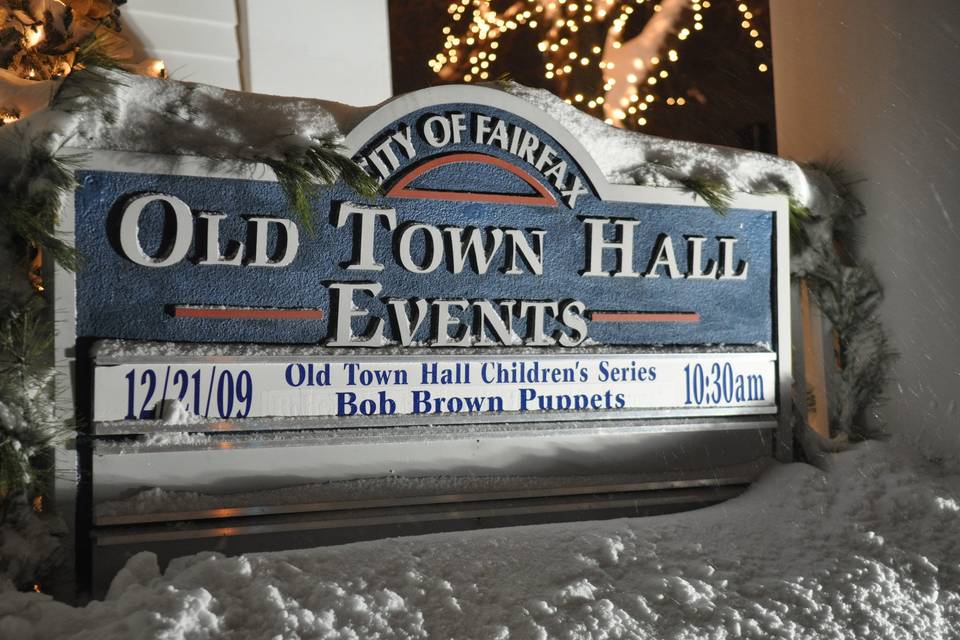 CITY OF FAIRFAX
OLD TOWN HALL
EVENTS
12/21/09 Old Town Hall Children's Series 10:30am
Bob Brown Puppets